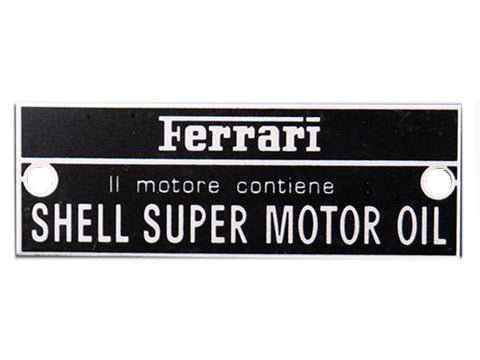 Ferrari
Il motore contiene
SHELL SUPER MOTOR OIL